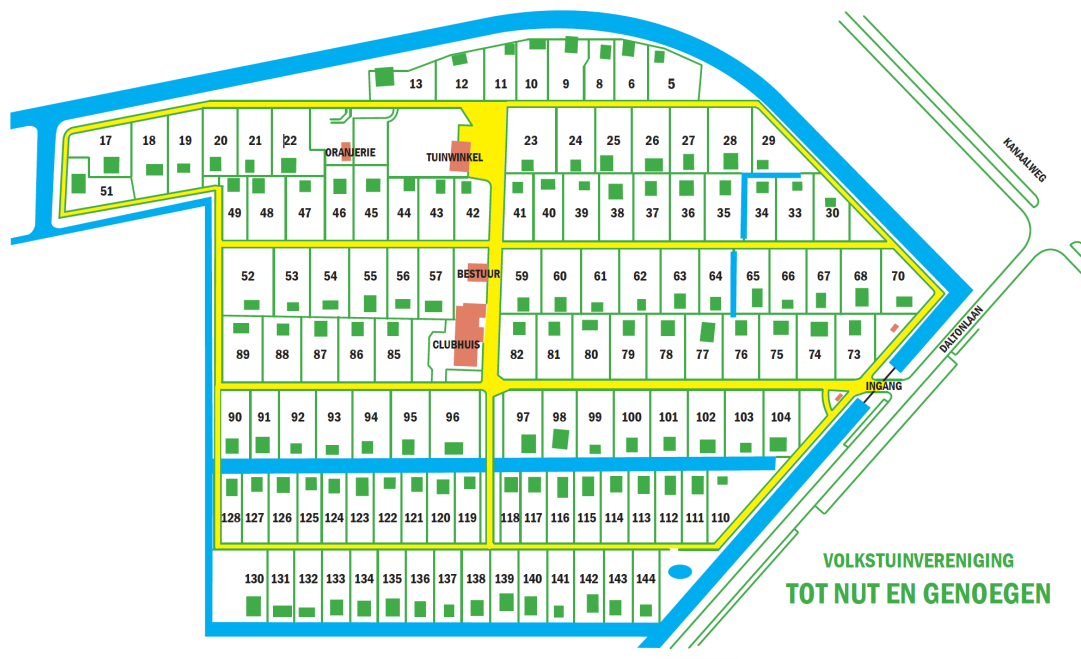 13 12 11 10 9 8 6 5
17 18 19 20 21 22 23 24 25 26 27 28 29
ORANJERIE TUINWINKEL
KANAALWEG
51
49 48 47 46 45 44 43 42 41 40 39 38 37 36 35 34 33 30
52 53 54 55 56 57 BESTUUR 59 60 61 62 63 64 65 66 67 68 70
89 88 87 86 85 CLUBHUIS 82 81 80 79 78 77 76 75 74 73
DALTONLAAN
INGANG
90 91 92 93 94 95 96 97 98 99 100 101 102 103 104
128 127 126 125 124 123 122 121 120 119 118 117 116 115 114 113 112 111 110
130 131 132 133 134 135 136 137 138 139 140 141 142 143 144
VOLKSTUINVERENIGING
TOT NUT EN GENOEGEN